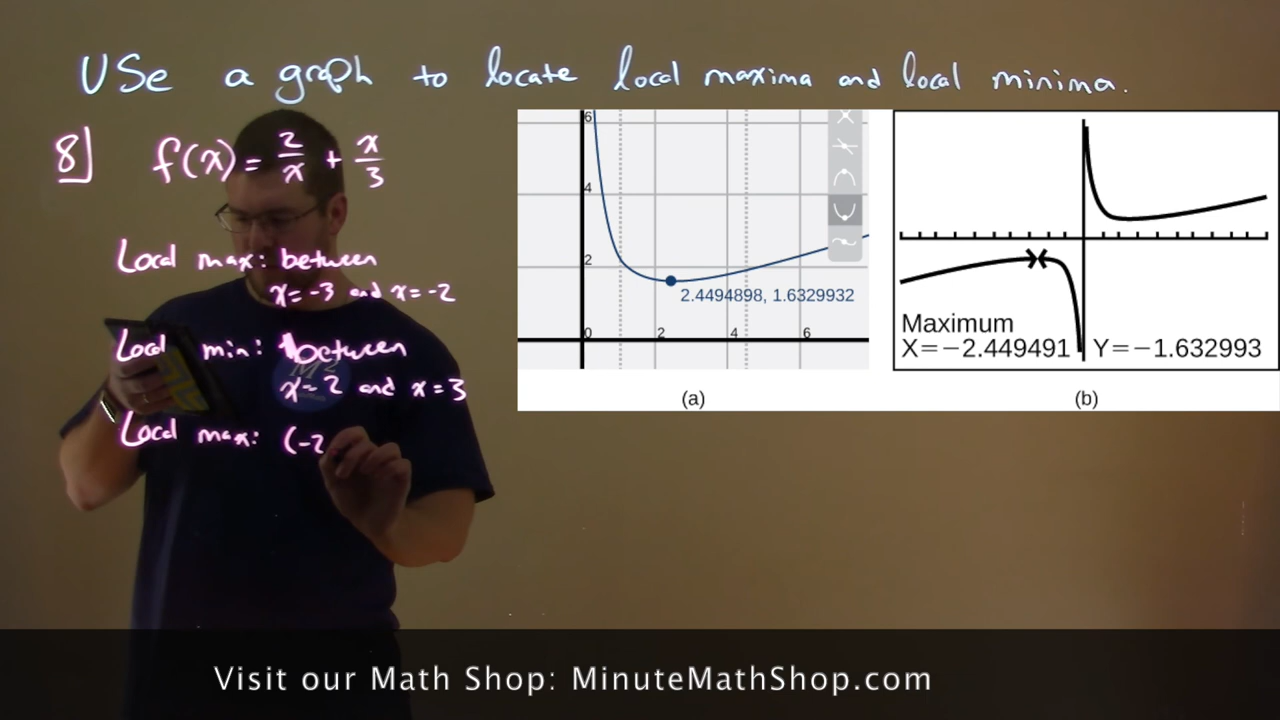 Use a graph to locate local maxima and local minima.
8] f(x) = 2/x + x/3
Local max: between
x=-3 and x=-2
Local min: between
x=2 and x=3
Local max: (-2
M²
6
4
2
0 2 4 6
2.4494898, 1.6329932
(a)
Maximum
X=−2.449491 Y=−1.632993
(b)
Visit our Math Shop: MinuteMathShop.com